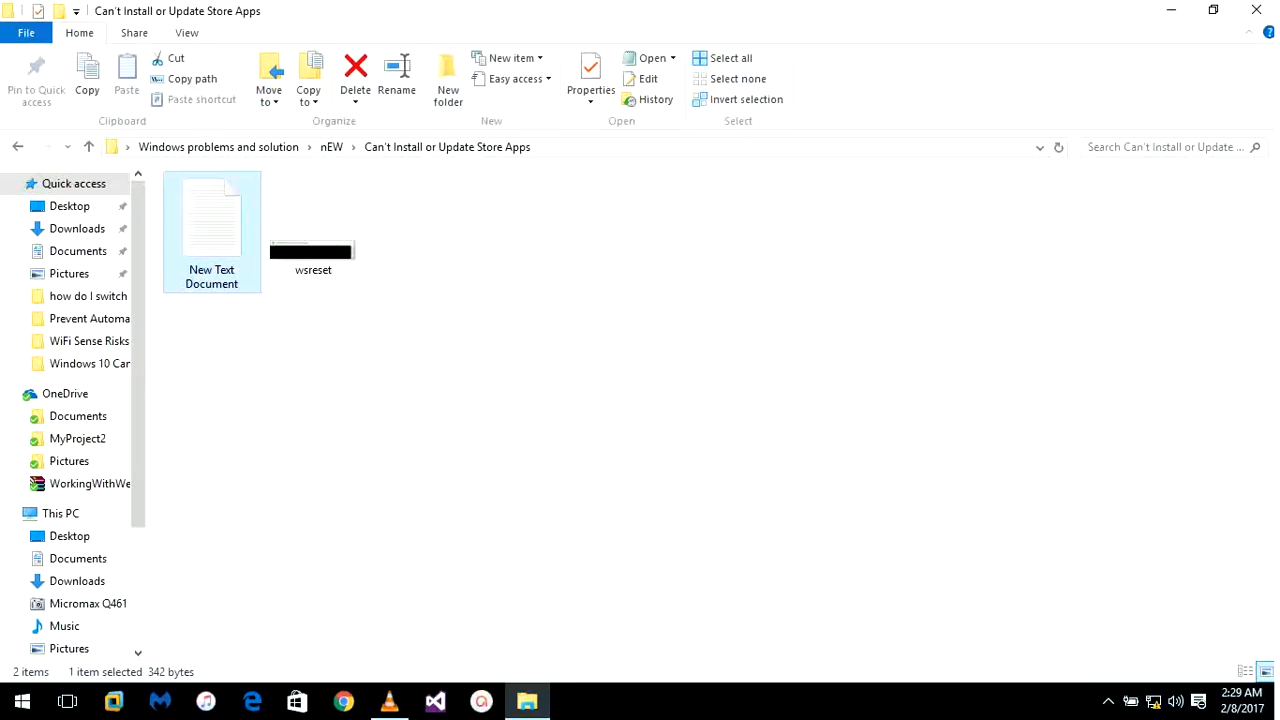 Can't Install or Update Store Apps
File Home Share View
Pin to Quick access
Copy
Paste
Cut
Copy path
Paste shortcut
Clipboard
Move to
Copy to
Delete
Rename
Organize
New folder
New item
Easy access
New
Properties
Open
Edit
History
Open
Select all
Select none
Invert selection
Select
Windows problems and solution nEW Can't Install or Update Store Apps
Search Can't Install or Update ...
Quick access
Desktop
Downloads
Documents
Pictures
how do I switch
Prevent Automa
WiFi Sense Risks
Windows 10 Can
OneDrive
Documents
MyProject2
Pictures
WorkingWithWe
This PC
Desktop
Documents
Downloads
Micromax Q461
Music
Pictures
New Text
Document
wsreset
2 items 1 item selected 342 bytes
2:29 AM
2/8/2017